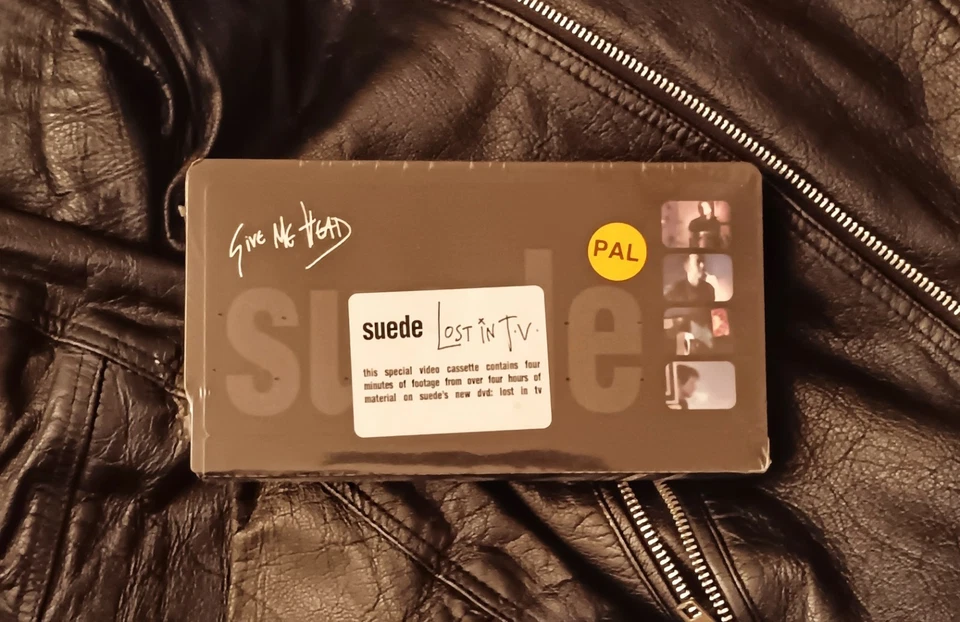 GIVE ME HEAD
PAL
suede
suede LOST IN T.V.
this special video cassette contains four
minutes of footage from over four hours of
material on suede's new dvd: lost in tv